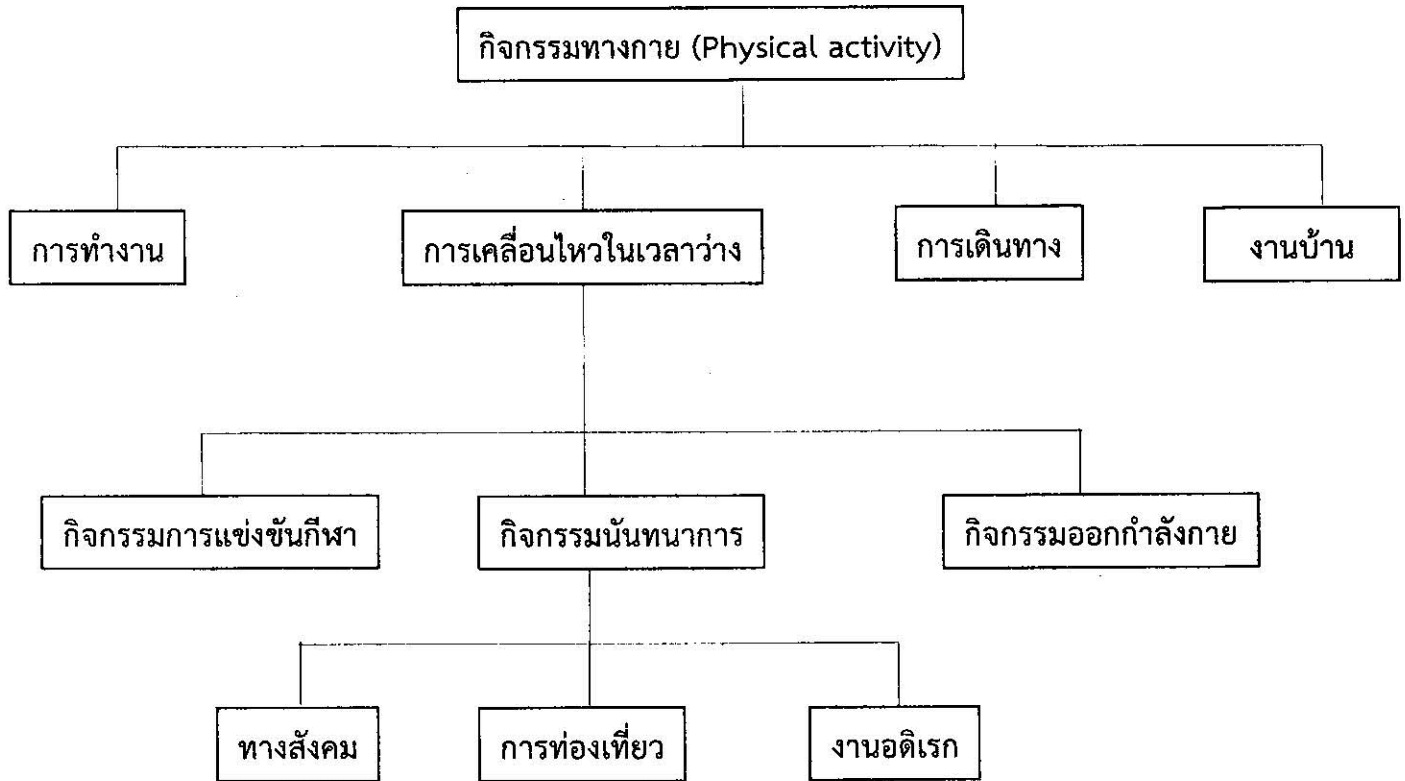 กิจกรรมทางกาย (Physical activity)
การทำงาน
การเคลื่อนไหวในเวลาว่าง
การเดินทาง
งานบ้าน
กิจกรรมการแข่งขันกีฬา
กิจกรรมนันทนาการ
กิจกรรมออกกำลังกาย
ทางสังคม
การท่องเที่ยว
งานอดิเรก